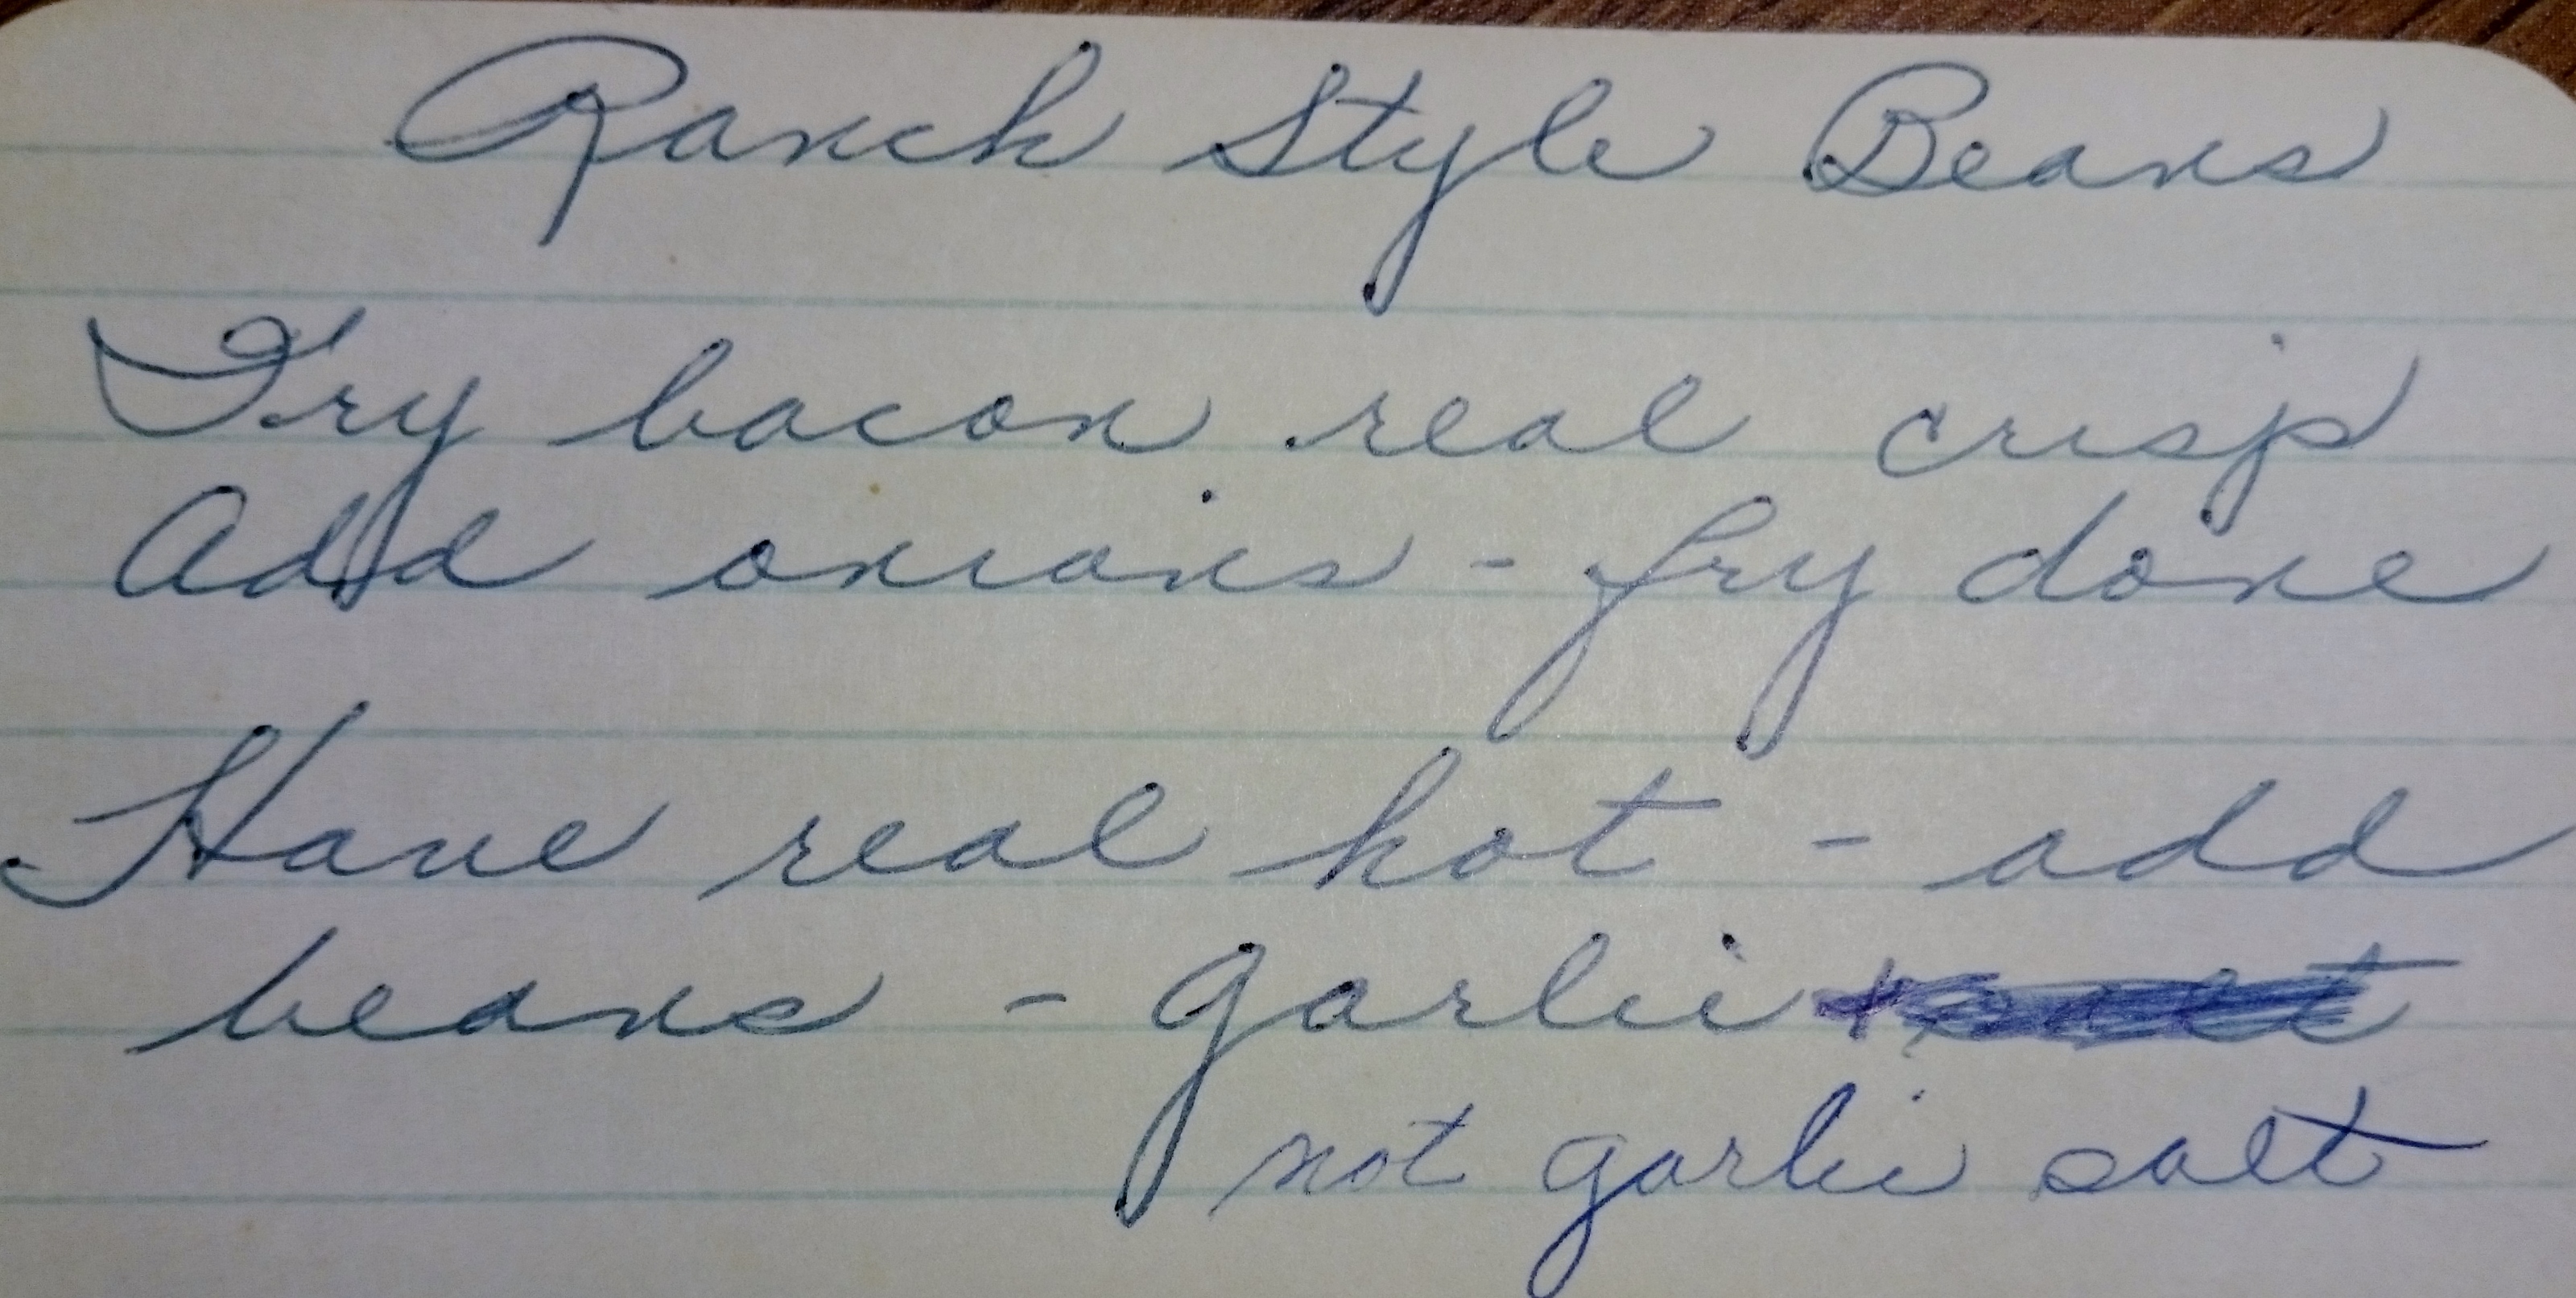 Ranch Style Beans
Fry bacon real crisp
Add onions - fry done
Have real hot - add
beans - garlic
not garlic salt